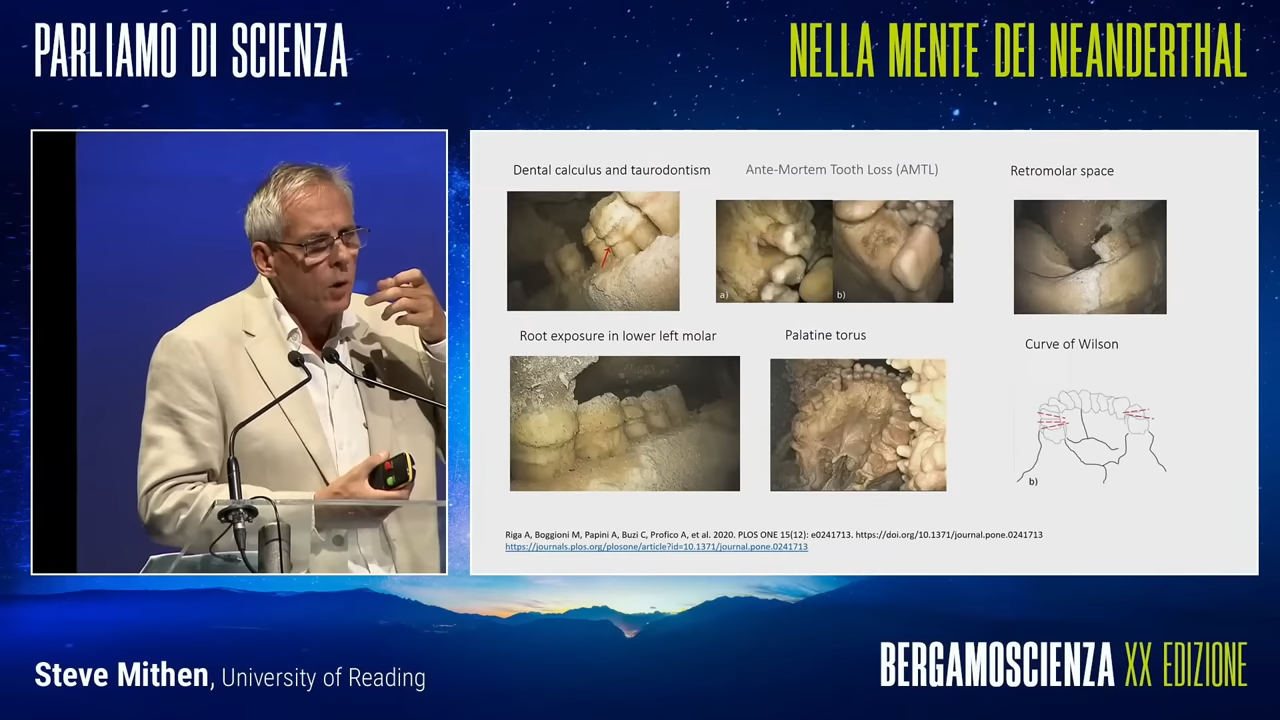 PARLIAMO DI SCIENZA
NELLA MENTE DEI NEANDERTHAL
Dental calculus and taurodontism
Ante-Mortem Tooth Loss (AMTL)
Retromolar space
a)
b)
Root exposure in lower left molar
Palatine torus
Curve of Wilson
b)
Riga A, Boggioni M, Papini A, Buzi C, Profico A, et al. 2020. PLOS ONE 15(12): e0241713. https://doi.org/10.1371/journal.pone.0241713
https://journals.plos.org/plosone/article?id=10.1371/journal.pone.0241713
Steve Mithen, University of Reading
BERGAMOSCIENZA XX EDIZIONE